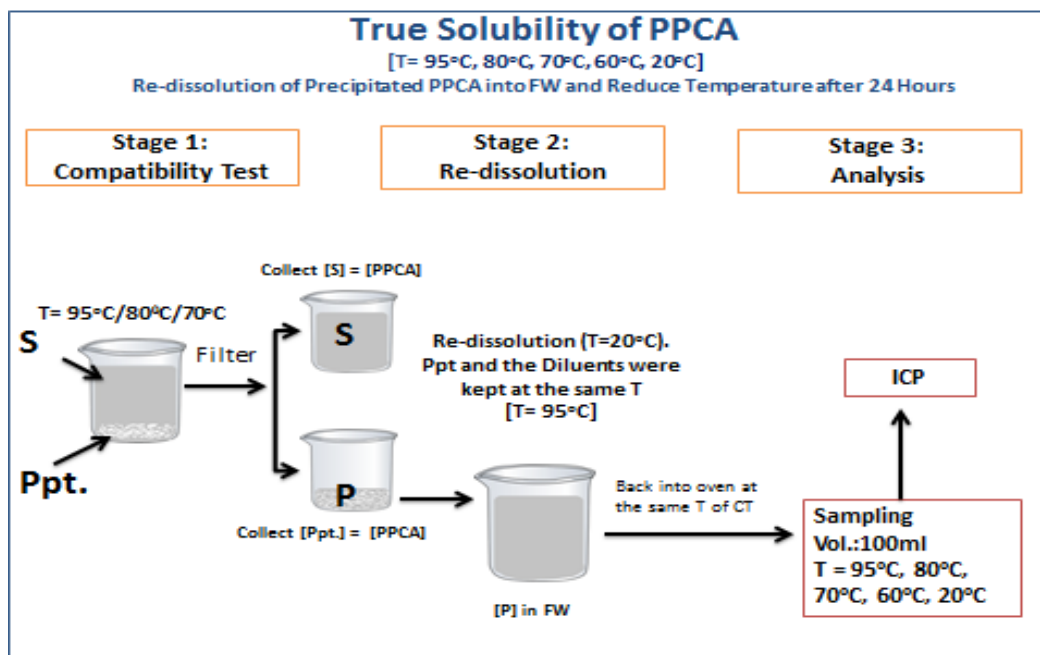 True Solubility of PPCA
[T= 95°C, 80°C, 70°C, 60°C, 20°C]
Re-dissolution of Precipitated PPCA into FW and Reduce Temperature after 24 Hours
Stage 1:
Compatibility Test
Stage 2:
Re-dissolution
Stage 3:
Analysis
T= 95°C/80⁰C/70°C
S
Ppt.
Filter
Collect [S] = [PPCA]
S
P
Collect [Ppt.] = [PPCA]
Re-dissolution (T=20°C).
Ppt and the Diluents were
kept at the same T
[T= 95°C]
[P] in FW
Back into oven at
the same T of CT
ICP
Sampling
Vol.:100ml
T = 95°C, 80°C,
70°C, 60°C, 20°C